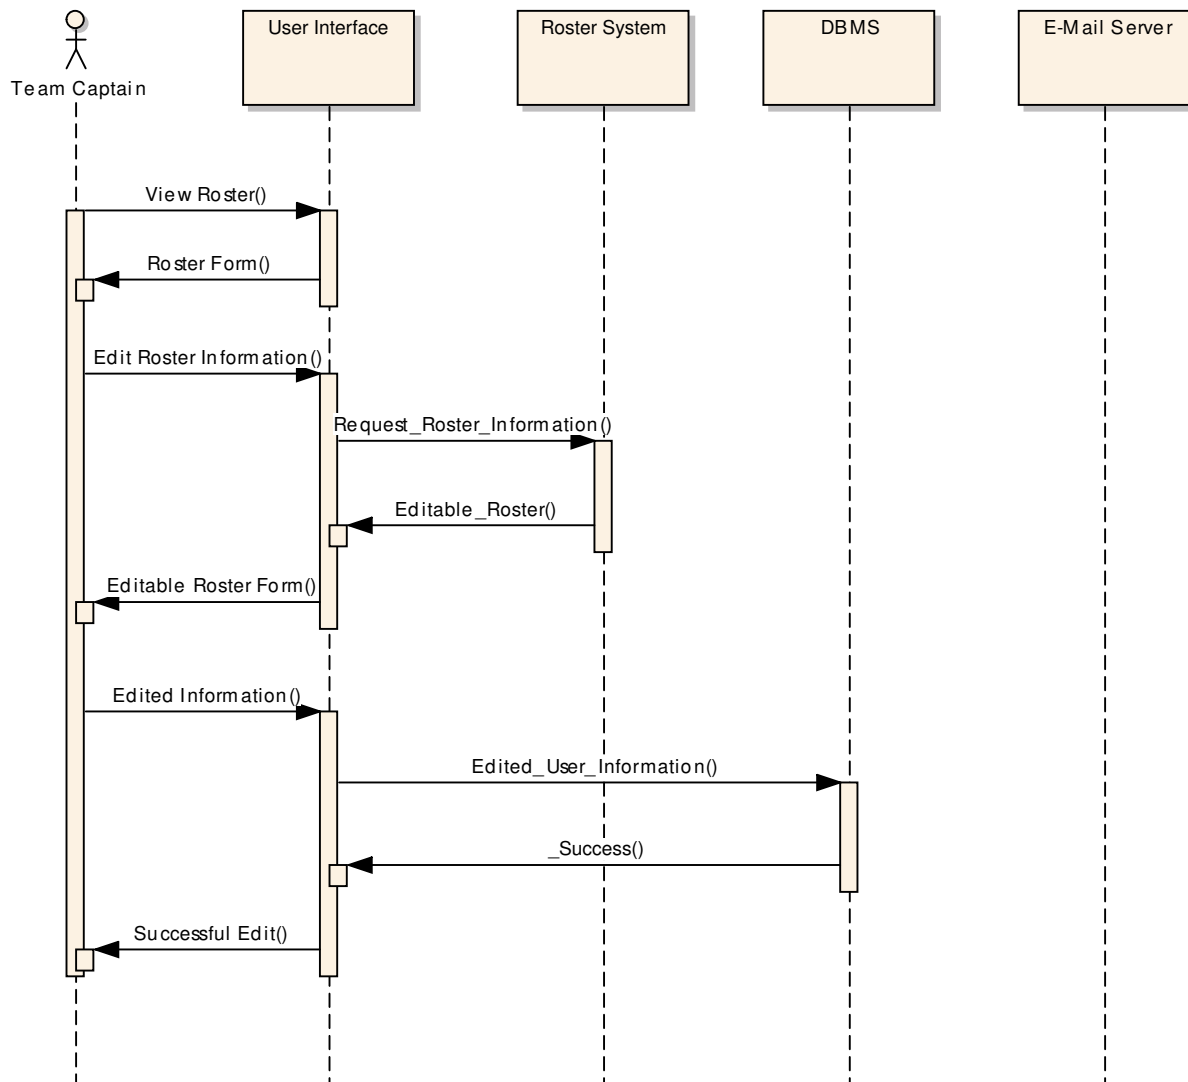 User Interface
Roster System
DBMS
E-Mail Server
Team Captain
View Roster()
Roster Form()
Edit Roster Information()
Request_Roster_Information()
Editable_Roster()
Editable Roster Form()
Edited Information()
Edited_User_Information()
_Success()
Successful Edit()